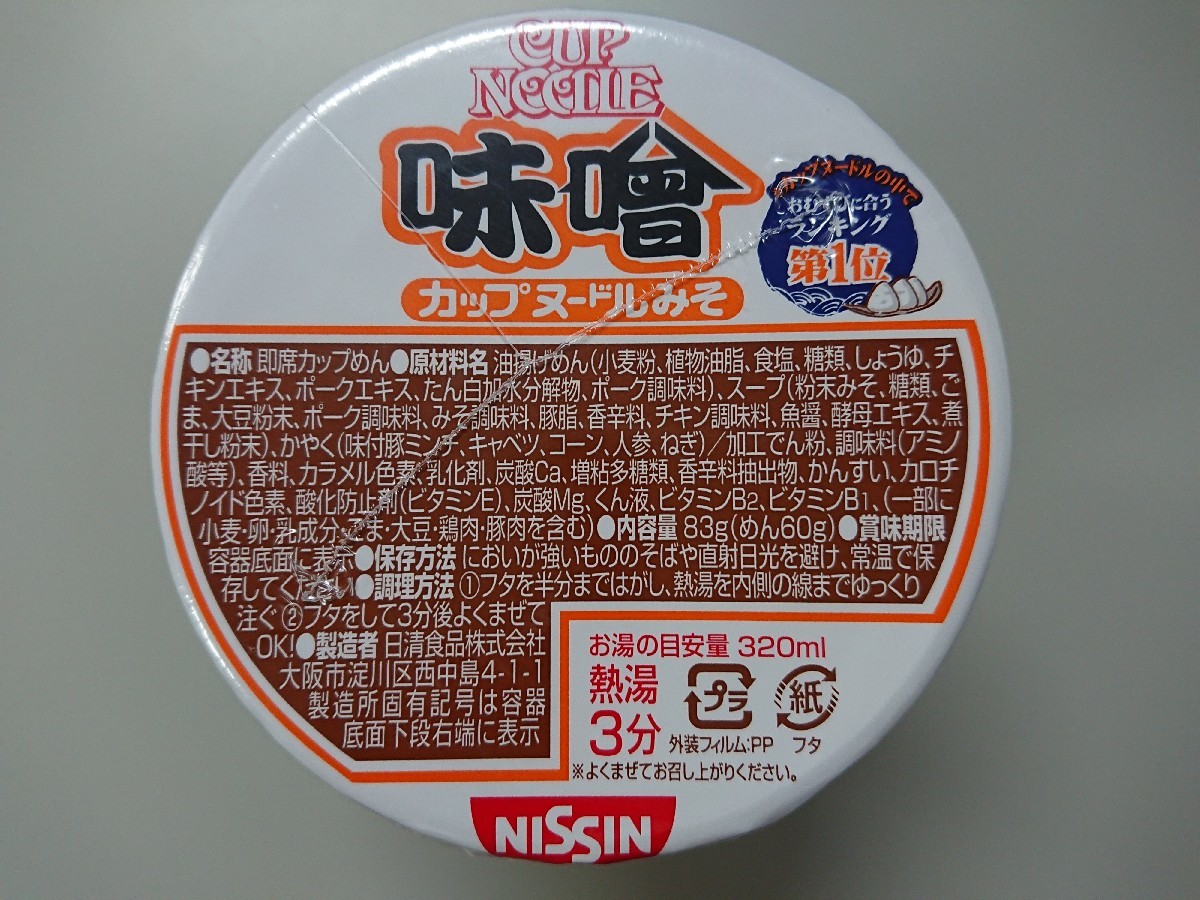 CUP
NOODLE
味噌
カップヌードルみそ
カップヌードルの中で
おむすびに合う
ランキング
第1位
●名称 即席カップめん●原材料名 油揚げめん(小麦粉、植物油脂、食塩、糖類、しょうゆ、チ
キンエキス、ポークエキス、たん白加水分解物、ポーク調味料)、スープ(粉末みそ、糖類、ご
ま、大豆粉末、ポーク調味料、みそ調味料、豚脂、香辛料、チキン調味料、魚醤、酵母エキス、煮
干し粉末)、かやく(味付豚ミンチ、キャベツ、コーン、人参、ねぎ)/加工でん粉、調味料(アミノ
酸等)、香料、カラメル色素、乳化剤、炭酸Ca、増粘多糖類、香辛料抽出物、かんすい、カロチ
ノイド色素、酸化防止剤(ビタミンE)、炭酸Mg、くん液、ビタミンB2、ビタミンB1、(一部に
小麦・卵・乳成分・ごま・大豆・鶏肉・豚肉を含む)●内容量 83g(めん60g)●賞味期限
容器底面に表示●保存方法 においが強いもののそばや直射日光を避け、常温で保
存してください●調理方法 ①フタを半分まではがし、熱湯を内側の線までゆっくり
注ぐ ②フタをして3分後よくまぜて
OK!●製造者 日清食品株式会社
大阪市淀川区西中島4-1-1
製造所固有記号は容器
底面下段右端に表示
お湯の目安量 320ml
熱湯
3分
プラ
紙
外装フィルム:PP フタ
※よくまぜてお召し上がりください。
NISSIN